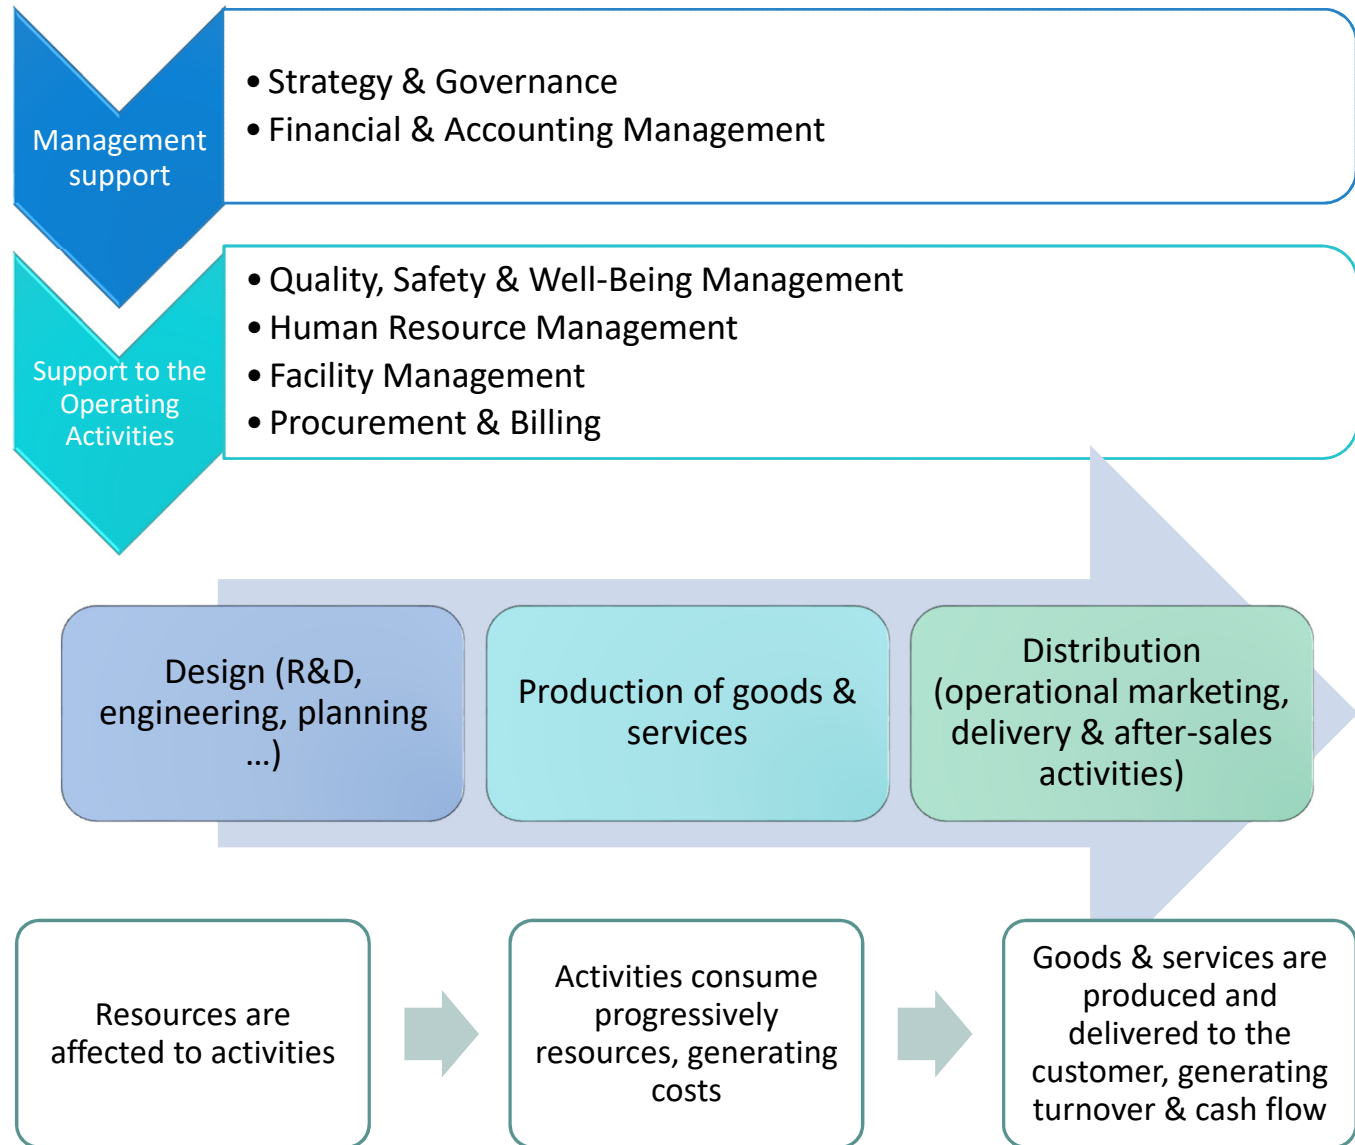 Management
support
• Strategy & Governance
• Financial & Accounting Management
Support to the
Operating
Activities
• Quality, Safety & Well-Being Management
• Human Resource Management
• Facility Management
• Procurement & Billing
Design (R&D,
engineering, planning
...)
Production of goods &
services
Distribution
(operational marketing,
delivery & after-sales
activities)
Resources are
affected to activities
Activities consume
progressively
resources, generating
costs
Goods & services are
produced and
delivered to the
customer, generating
turnover & cash flow